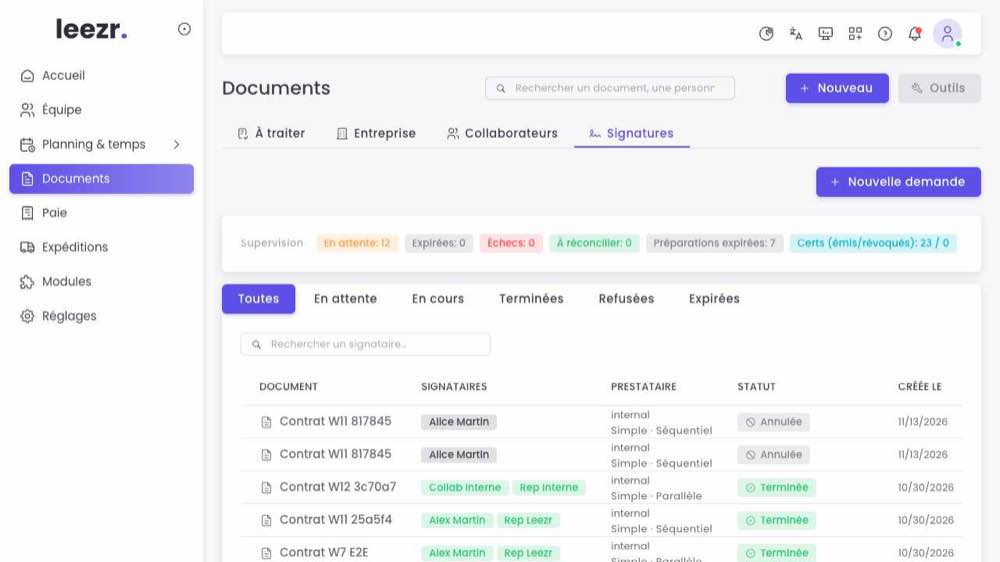 leezr.
Accueil
Équipe
Planning & temps
Documents
Paie
Expéditions
Modules
Réglages
Documents
Rechercher un document, une personr
+ Nouveau
Outils
À traiter
Entreprise
Collaborateurs
Signatures
+ Nouvelle demande
Supervision
En attente: 12
Expirées: 0
Échecs: 0
À réconcilier: 0
Préparations expirées: 7
Certs (émis/révoqués): 23 / 0
Toutes
En attente
En cours
Terminées
Refusées
Expirées
Rechercher un signataire...
DOCUMENT SIGNATAIRES PRESTATAIRE STATUT CRÉÉE LE
Contrat W11 817845 Alice Martin internal Annulée 11/13/2026
Simple · Séquentiel
Contrat W11 817845 Alice Martin internal Annulée 11/13/2026
Simple · Séquentiel
Contrat W12 3c70a7 Collab Interne Rep Interne internal Terminée 10/30/2026
Simple · Parallèle
Contrat W11 25a5f4 Alex Martin Rep Leezr internal Terminée 10/30/2026
Simple · Séquentiel
Contrat W7 E2E Alex Martin Rep Leezr internal Terminée 10/30/2026
Simple · Parallèle